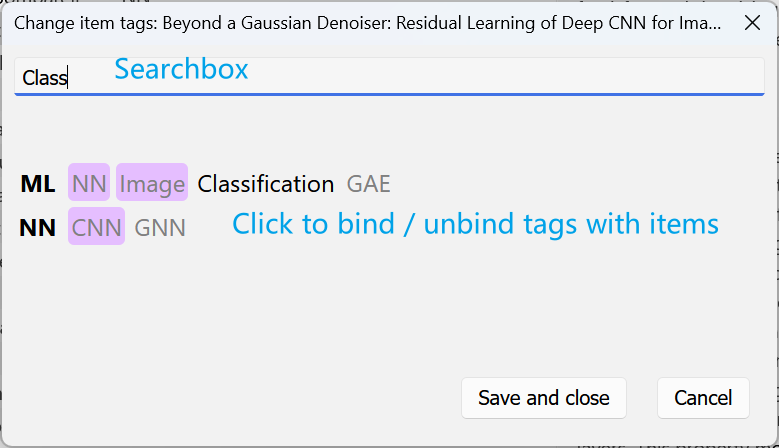 Change item tags: Beyond a Gaussian Denoiser: Residual Learning of Deep CNN for Ima...
Class Searchbox
ML NN Image Classification GAE
NN CNN GNN Click to bind / unbind tags with items
Save and close Cancel